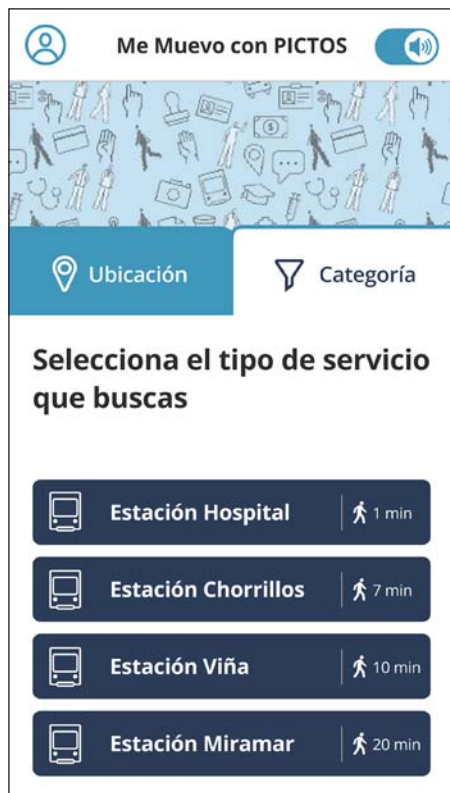 Me Muevo con PICTOS
Ubicación
Categoría
Selecciona el tipo de servicio
que buscas
Estación Hospital 1 min
Estación Chorrillos 7 min
Estación Viña 10 min
Estación Miramar 20 min